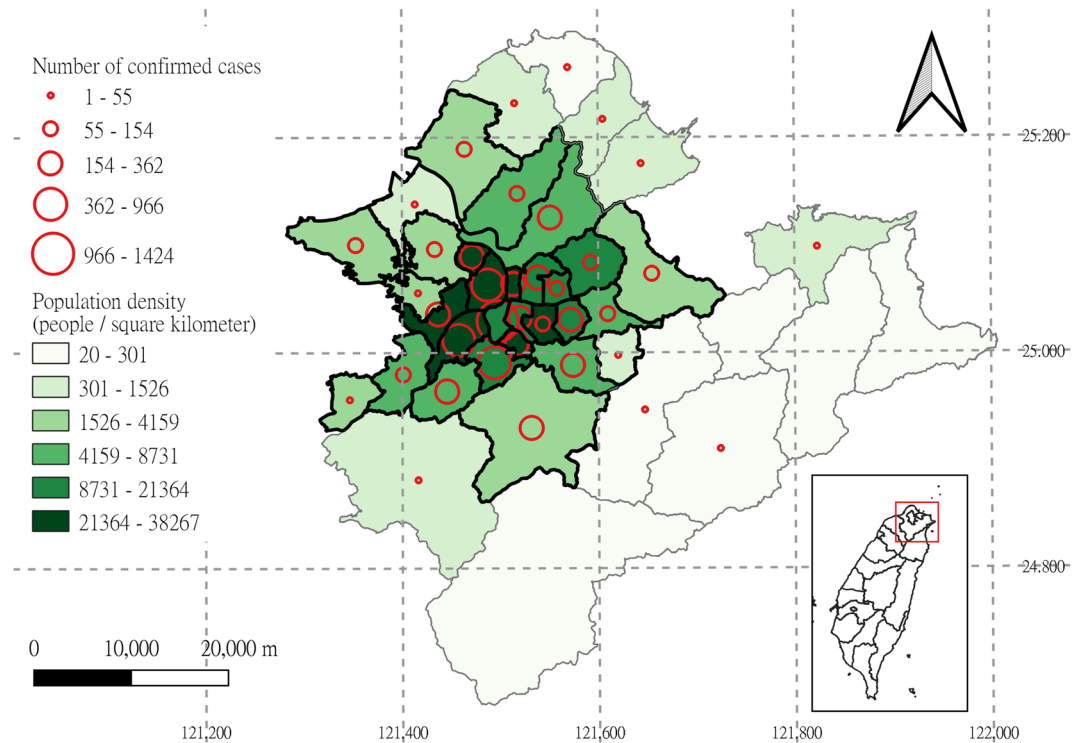 Number of confirmed cases
1 - 55
55 - 154
154 - 362
362 - 966
966 - 1424
Population density
(people / square kilometer)
20 - 301
301 - 1526
1526 - 4159
4159 - 8731
8731 - 21364
21364 - 38267
0 10,000 20,000 m
25,200
25,000
24,800
121,200 121,400 121,600 121,800 122,000